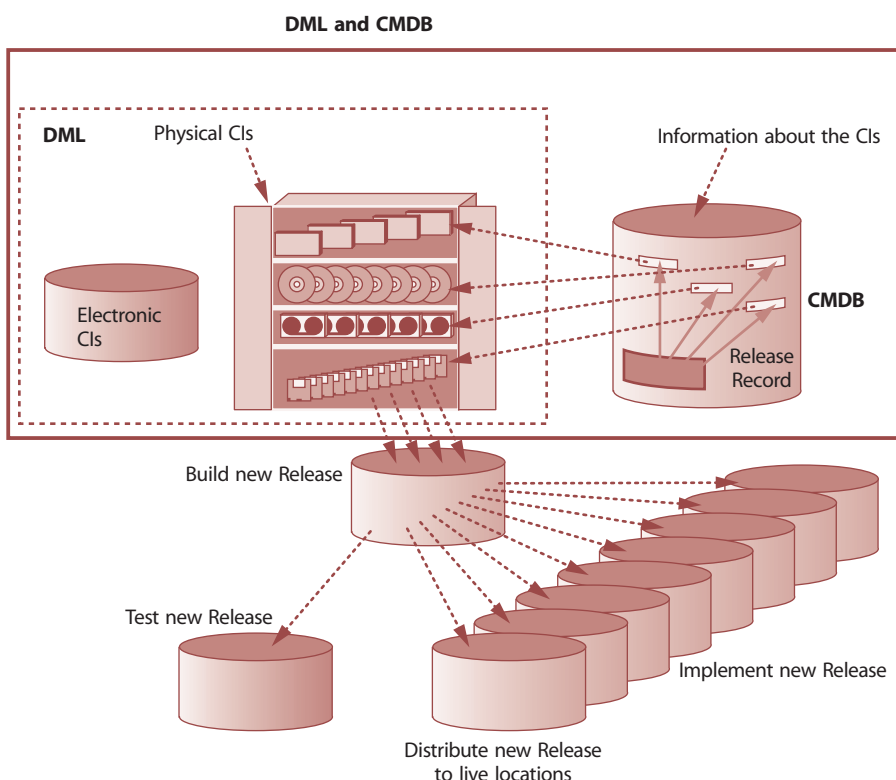 DML and CMDB
DML
Physical CIs
Information about the CIs
Electronic
CIs
CMDB
Release
Record
Build new Release
Test new Release
Implement new Release
Distribute new Release
to live locations